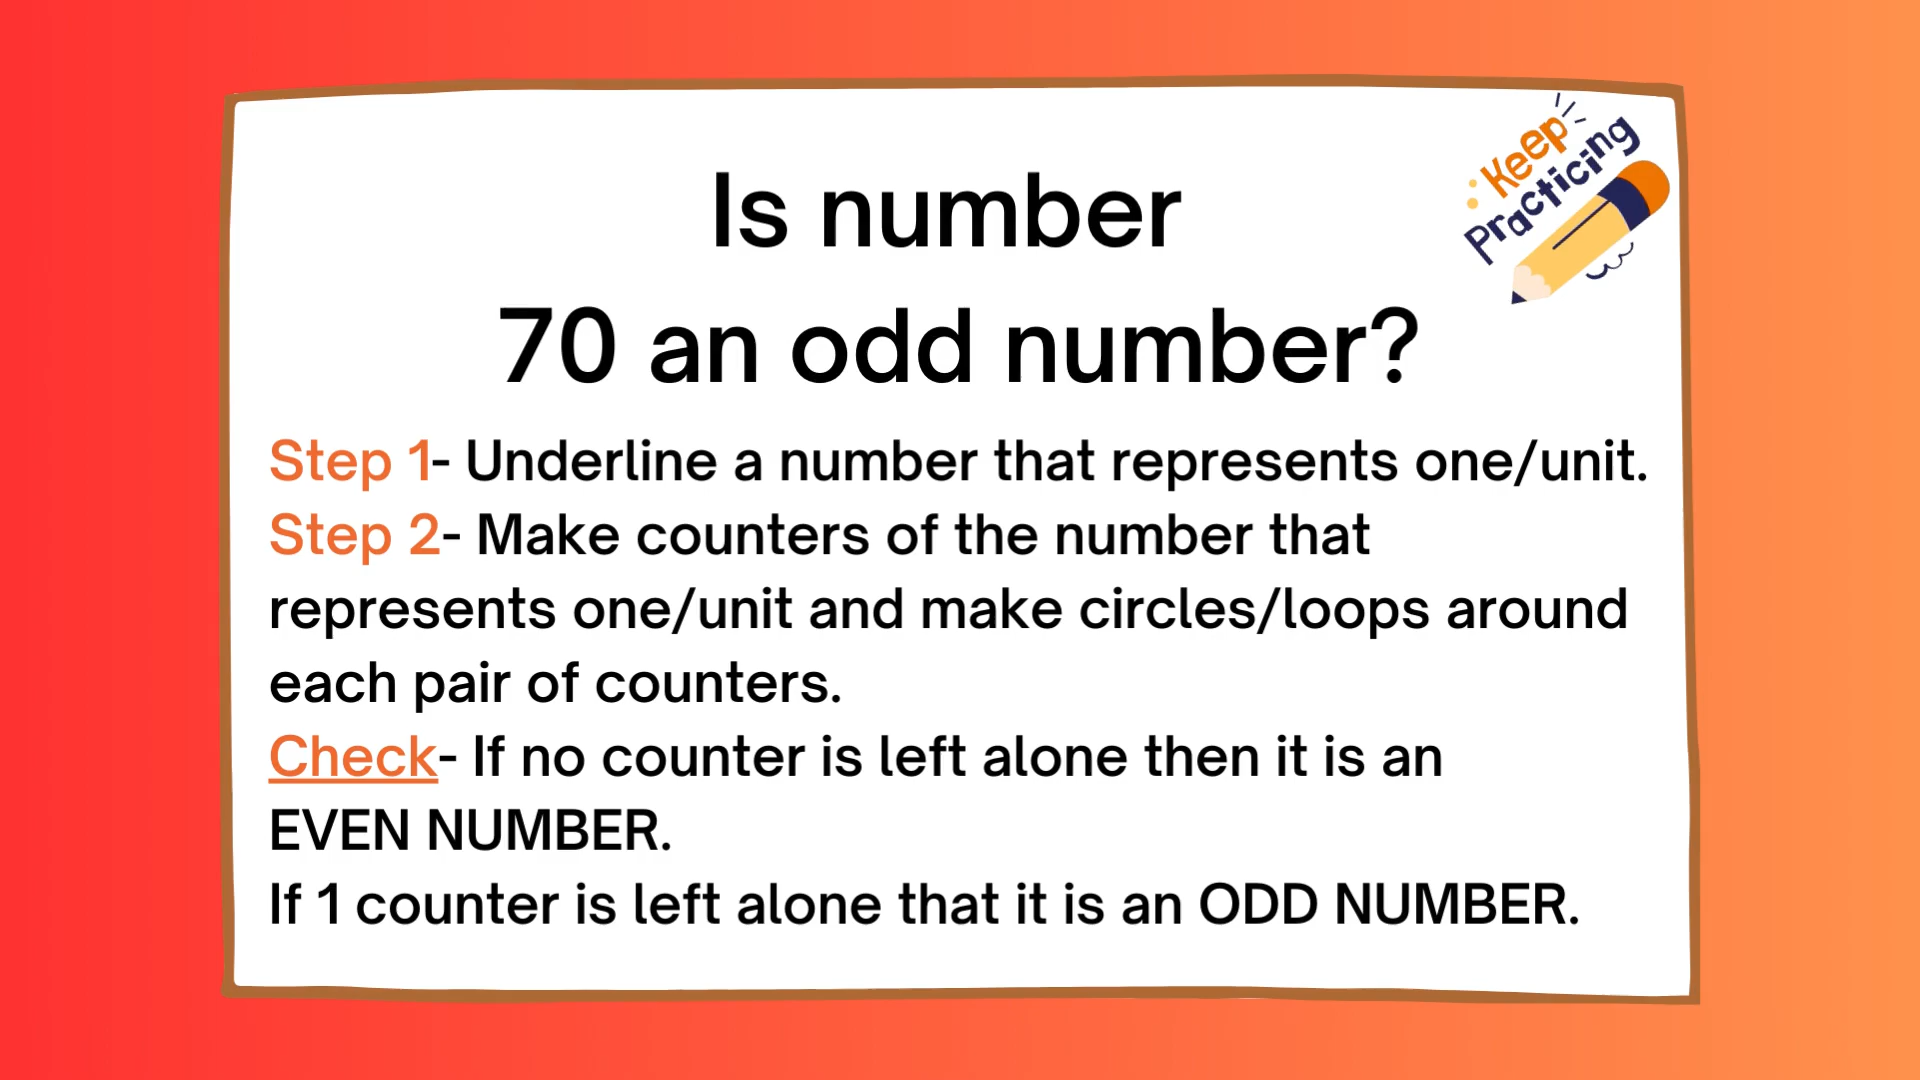 Keep
Practicing
Is number
70 an odd number?
Step 1- Underline a number that represents one/unit.
Step 2- Make counters of the number that
represents one/unit and make circles/loops around
each pair of counters.
Check- If no counter is left alone then it is an
EVEN NUMBER.
If 1 counter is left alone that it is an ODD NUMBER.